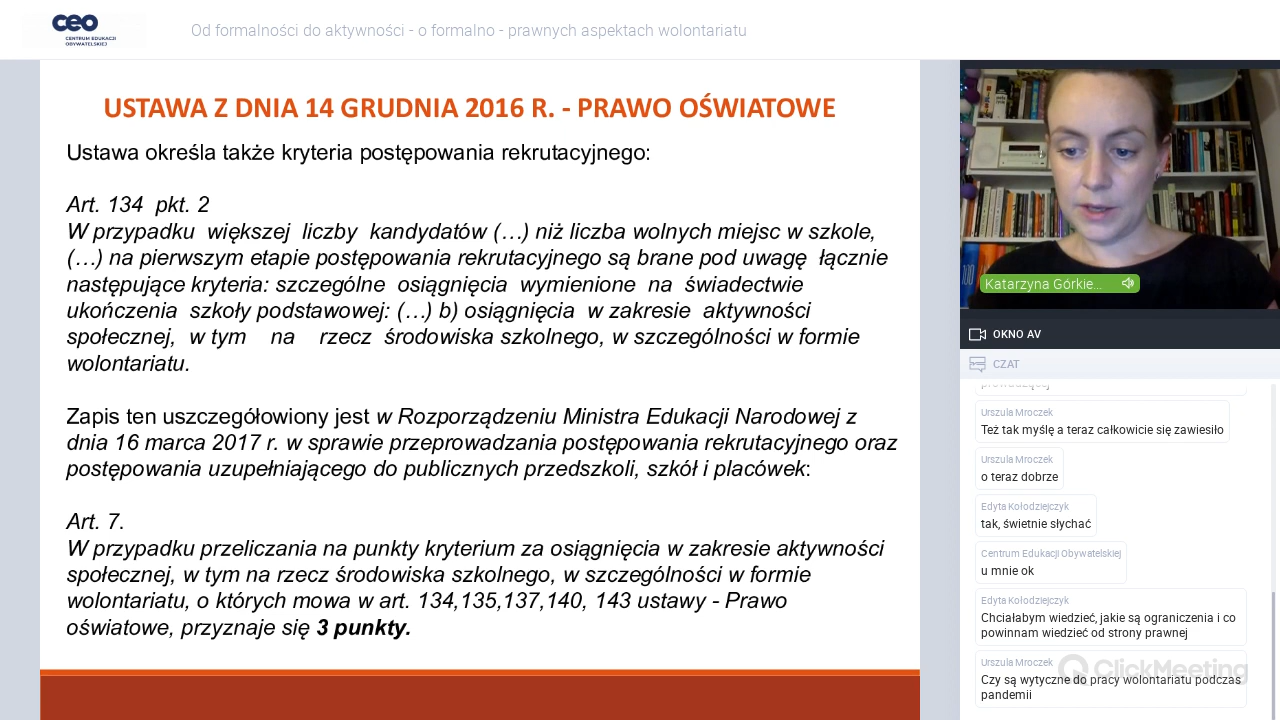 ceo
CENTRUM EDUKACJI
OBYWATELSKIEJ
Od formalności do aktywności - o formalno - prawnych aspektach wolontariatu
USTAWA Z DNIA 14 GRUDNIA 2016 R. - PRAWO OŚWIATOWE
Ustawa określa także kryteria postępowania rekrutacyjnego:
Art. 134 pkt. 2
W przypadku większej liczby kandydatów (…) niż liczba wolnych miejsc w szkole,
(…) na pierwszym etapie postępowania rekrutacyjnego są brane pod uwagę łącznie
następujące kryteria: szczególne osiągnięcia wymienione na świadectwie
ukończenia szkoły podstawowej: (…) b) osiągnięcia w zakresie aktywności
społecznej, w tym na rzecz środowiska szkolnego, w szczególności w formie
wolontariatu.
Zapis ten uszczegółowiony jest w Rozporządzeniu Ministra Edukacji Narodowej z
dnia 16 marca 2017 r. w sprawie przeprowadzania postępowania rekrutacyjnego oraz
postępowania uzupełniającego do publicznych przedszkoli, szkół i placówek:
Art. 7.
W przypadku przeliczania na punkty kryterium za osiągnięcia w zakresie aktywności
społecznej, w tym na rzecz środowiska szkolnego, w szczególności w formie
wolontariatu, o których mowa w art. 134,135,137,140, 143 ustawy - Prawo
oświatowe, przyznaje się 3 punkty.
Katarzyna Górkie...
OKNO AV
CZAT
prowadzącej
Urszula Mroczek
Też tak myślę a teraz całkowicie się zawiesiło
Urszula Mroczek
o teraz dobrze
Edyta Kołodziejczyk
tak, świetnie słychać
Centrum Edukacji Obywatelskiej
u mnie ok
Edyta Kołodziejczyk
Chciałabym wiedzieć, jakie są ograniczenia i co
powinnam wiedzieć od strony prawnej
Urszula Mroczek
Czy są wytyczne do pracy wolontariatu podczas
pandemii
ClickMeeting